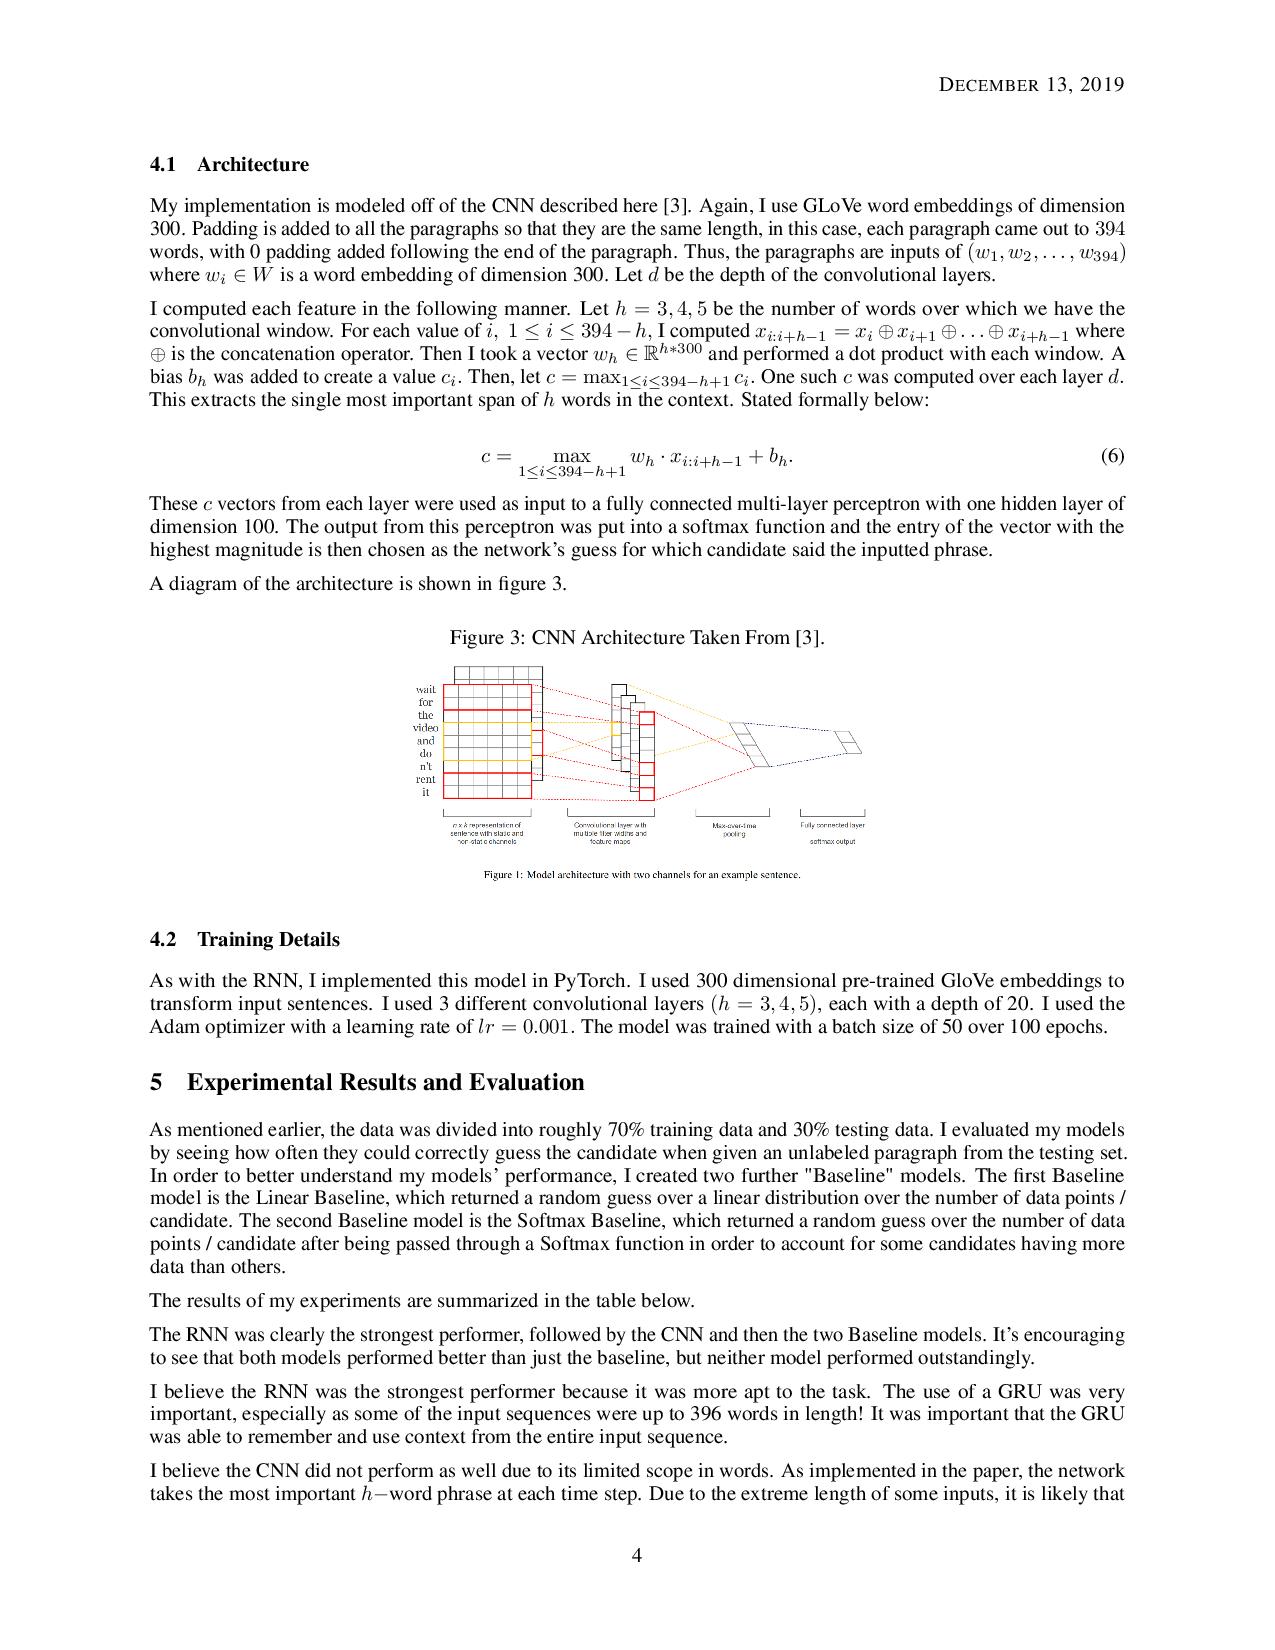 DECEMBER 13, 2019
4.1 Architecture
My implementation is modeled off of the CNN described here [3]. Again, I use GLoVe word embeddings of dimension
300. Padding is added to all the paragraphs so that they are the same length, in this case, each paragraph came out to 394
words, with 0 padding added following the end of the paragraph. Thus, the paragraphs are inputs of (w₁, w₂, . . . , w₃₉₄)
where wᵢ ∈ W is a word embedding of dimension 300. Let d be the depth of the convolutional layers.
I computed each feature in the following manner. Let h = 3, 4, 5 be the number of words over which we have the
convolutional window. For each value of i, 1 ≤ i ≤ 394 − h, I computed x_{i:i+h−1} = x_i ⊕ x_{i+1} ⊕ . . . ⊕ x_{i+h−1} where
⊕ is the concatenation operator. Then I took a vector w_h ∈ ℝ^{h∗300} and performed a dot product with each window. A
bias b_h was added to create a value c_i. Then, let c = max_{1≤i≤394−h+1} c_i. One such c was computed over each layer d.
This extracts the single most important span of h words in the context. Stated formally below:
c = max_{1≤i≤394−h+1} w_h · x_{i:i+h−1} + b_h. (6)
These c vectors from each layer were used as input to a fully connected multi-layer perceptron with one hidden layer of
dimension 100. The output from this perceptron was put into a softmax function and the entry of the vector with the
highest magnitude is then chosen as the network's guess for which candidate said the inputted phrase.
A diagram of the architecture is shown in figure 3.
Figure 3: CNN Architecture Taken From [3].
wait
for
the
video
and
do
n't
rent
it
n x k representation of
sentence with static and
non-static channels
Convolutional layer with
multiple filter widths and
feature maps
Max-over-time
pooling
Fully connected layer
softmax output
Figure 1: Model architecture with two channels for an example sentence.
4.2 Training Details
As with the RNN, I implemented this model in PyTorch. I used 300 dimensional pre-trained GloVe embeddings to
transform input sentences. I used 3 different convolutional layers (h = 3, 4, 5), each with a depth of 20. I used the
Adam optimizer with a learning rate of lr = 0.001. The model was trained with a batch size of 50 over 100 epochs.
5 Experimental Results and Evaluation
As mentioned earlier, the data was divided into roughly 70% training data and 30% testing data. I evaluated my models
by seeing how often they could correctly guess the candidate when given an unlabeled paragraph from the testing set.
In order to better understand my models' performance, I created two further "Baseline" models. The first Baseline
model is the Linear Baseline, which returned a random guess over a linear distribution over the number of data points /
candidate. The second Baseline model is the Softmax Baseline, which returned a random guess over the number of data
points / candidate after being passed through a Softmax function in order to account for some candidates having more
data than others.
The results of my experiments are summarized in the table below.
The RNN was clearly the strongest performer, followed by the CNN and then the two Baseline models. It's encouraging
to see that both models performed better than just the baseline, but neither model performed outstandingly.
I believe the RNN was the strongest performer because it was more apt to the task. The use of a GRU was very
important, especially as some of the input sequences were up to 396 words in length! It was important that the GRU
was able to remember and use context from the entire input sequence.
I believe the CNN did not perform as well due to its limited scope in words. As implemented in the paper, the network
takes the most important h−word phrase at each time step. Due to the extreme length of some inputs, it is likely that
4